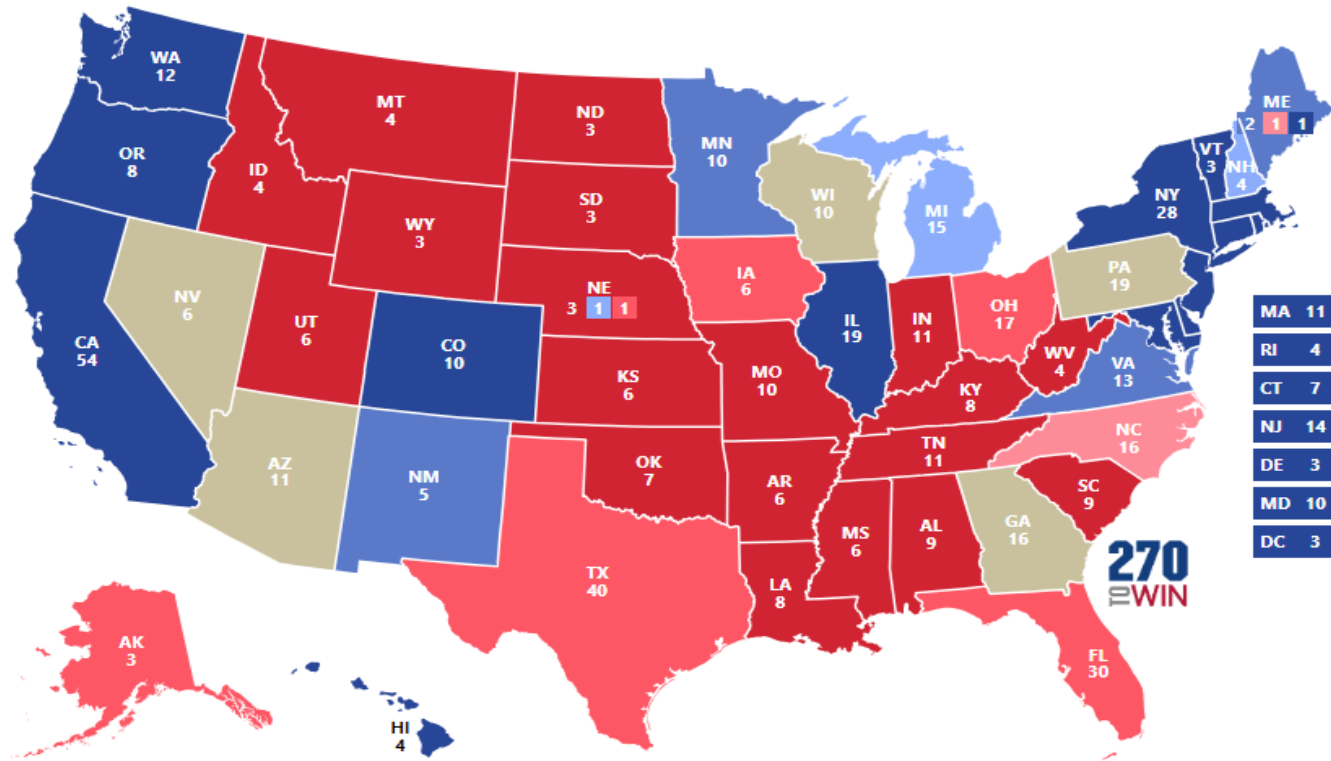 WA
12
OR
8
CA
54
NV
6
ID
4
MT
4
WY
3
UT
6
AZ
11
CO
10
NM
5
ND
3
SD
3
NE
3 1 1
KS
6
OK
7
TX
40
MN
10
IA
6
MO
10
AR
6
LA
8
WI
10
IL
19
MI
15
IN
11
OH
17
KY
8
TN
11
MS
6
AL
9
GA
16
FL
30
SC
9
NC
16
VA
13
WV
4
PA
19
NY
28
VT
3
NH
4
ME
2 1 1
MA 11
RI 4
CT 7
NJ 14
DE 3
MD 10
DC 3
AK
3
HI
4
270
TO WIN